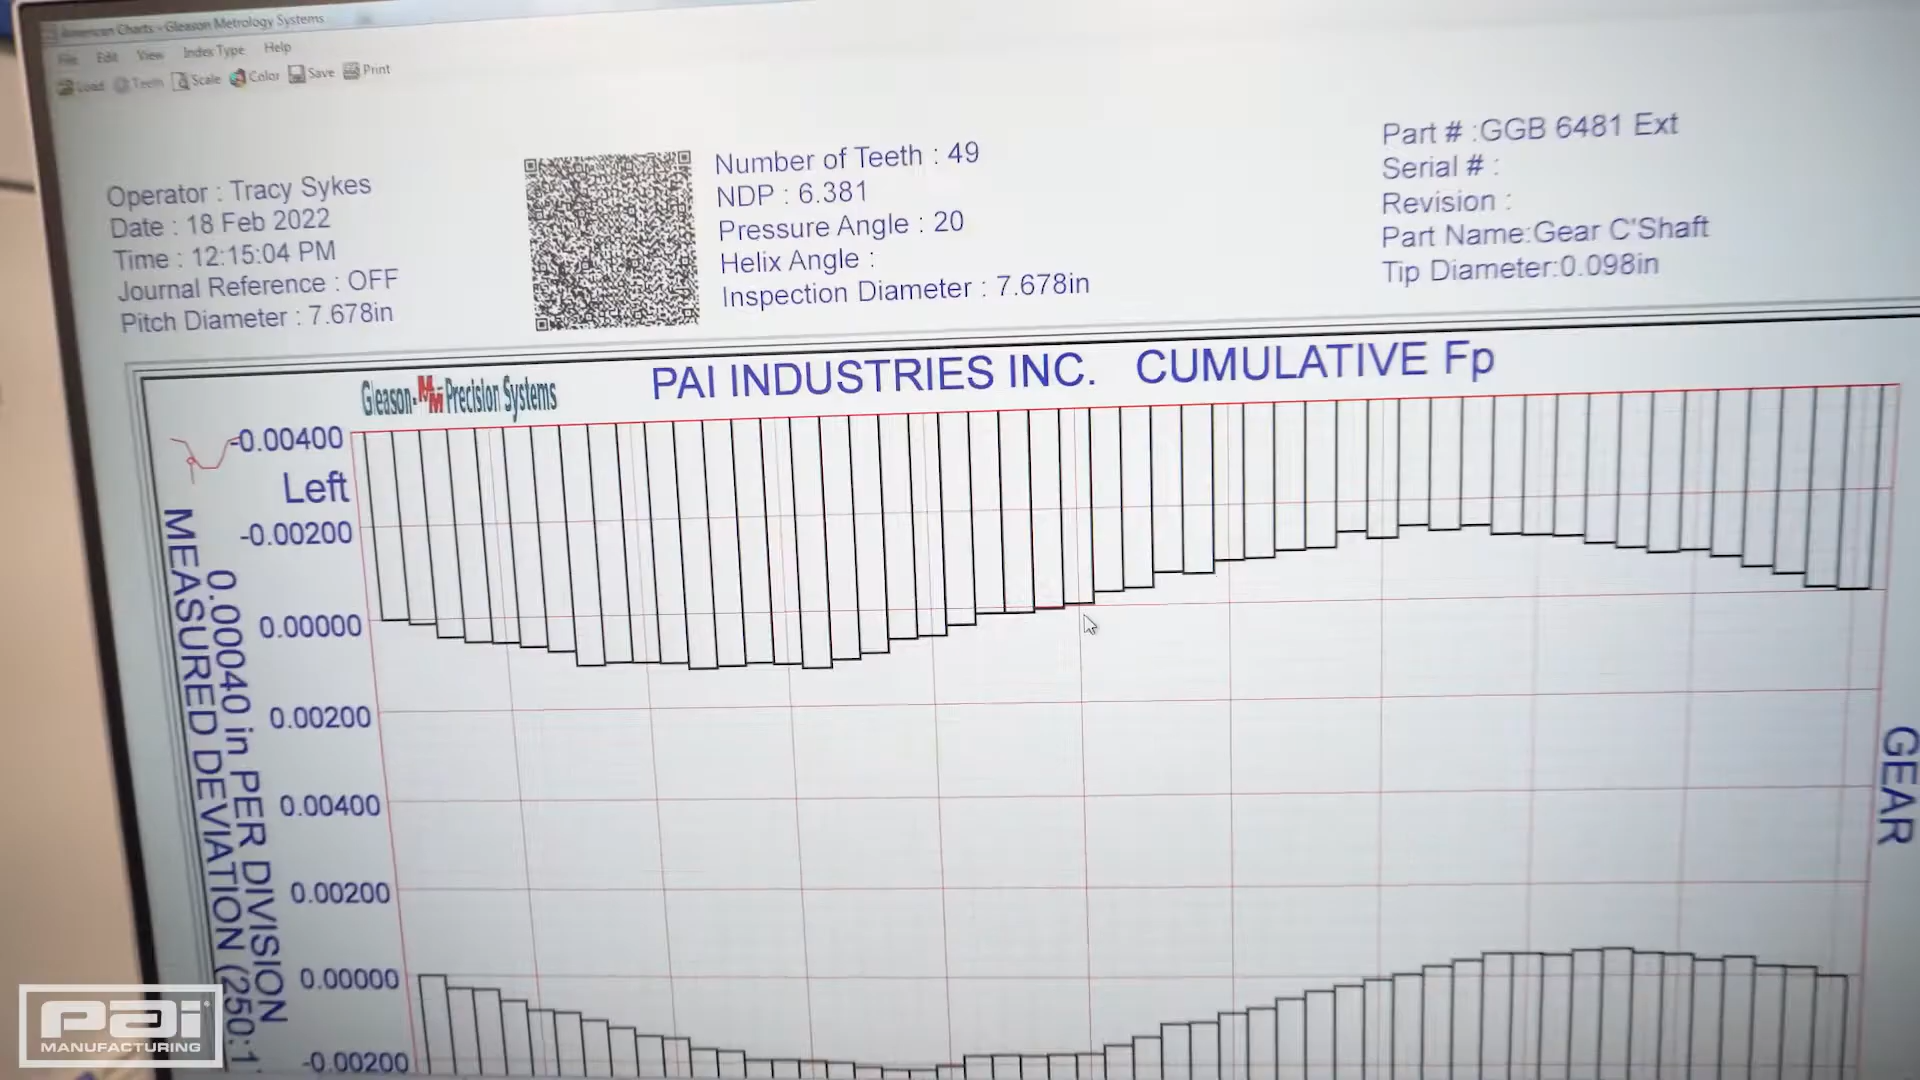 American Charts - Gleason Metrology Systems
File Edit View Index Type Help
Load Teeth Scale Color Save Print
Operator : Tracy Sykes
Date : 18 Feb 2022
Time : 12:15:04 PM
Journal Reference : OFF
Pitch Diameter : 7.678in
Number of Teeth : 49
NDP : 6.381
Pressure Angle : 20
Helix Angle :
Inspection Diameter : 7.678in
Part # :GGB 6481 Ext
Serial # :
Revision :
Part Name:Gear C'Shaft
Tip Diameter:0.098in
Gleason-M&M Precision Systems
PAI INDUSTRIES INC. CUMULATIVE Fp
-0.00400
Left
-0.00200
0.00000
0.00200
0.00400
0.00200
0.00000
-0.00200
MEASURED DEVIATION (250:1
0.00040 in PER DIVISION
GEAR
pai
MANUFACTURING